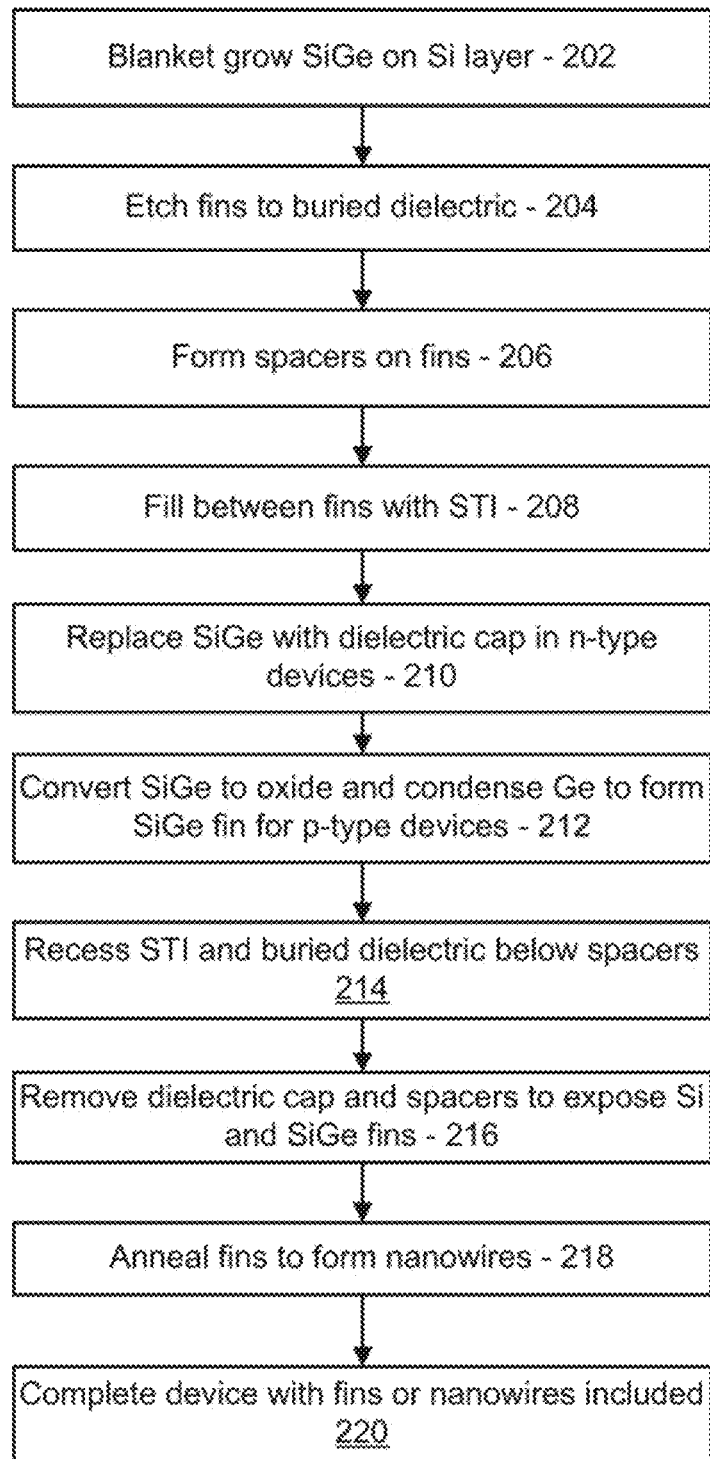 Blanket grow SiGe on Si layer - 202
Etch fins to buried dielectric - 204
Form spacers on fins - 206
Fill between fins with STI - 208
Replace SiGe with dielectric cap in n-type
devices - 210
Convert SiGe to oxide and condense Ge to form
SiGe fin for p-type devices - 212
Recess STI and buried dielectric below spacers
214
Remove dielectric cap and spacers to expose Si
and SiGe fins - 216
Anneal fins to form nanowires - 218
Complete device with fins or nanowires included
220